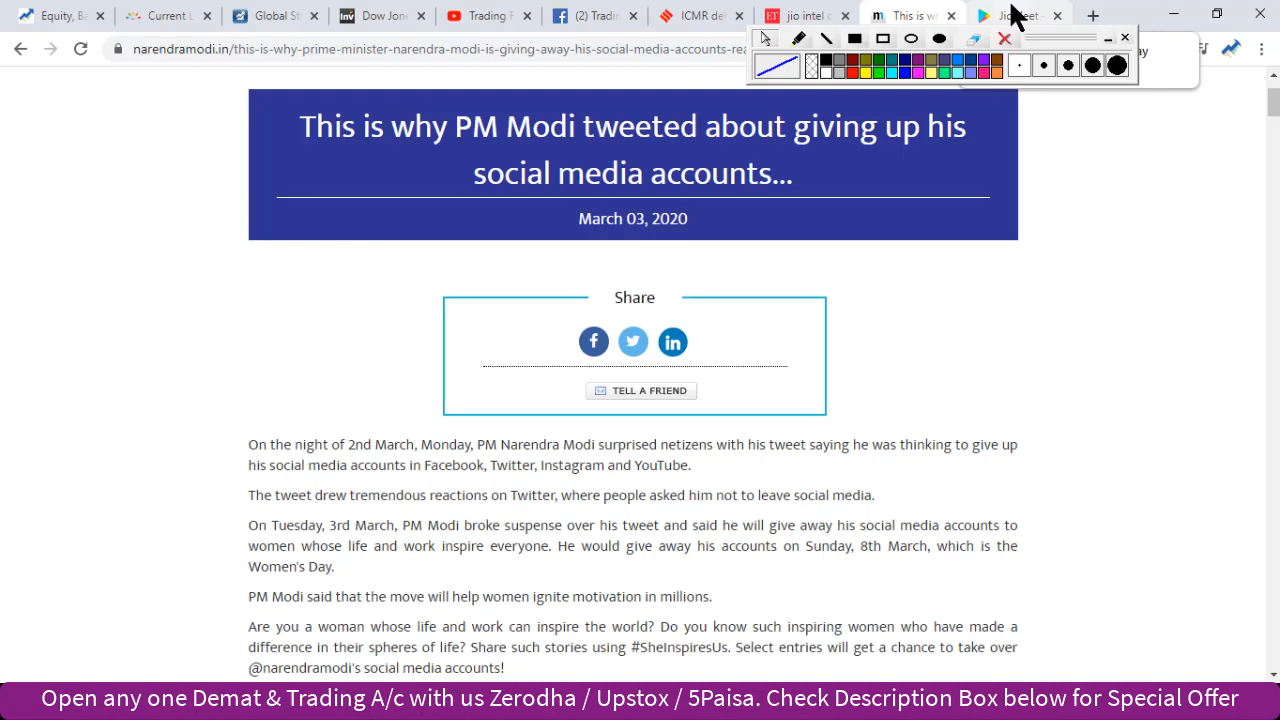 Equity, Ba
Current L
Global St
Dow Jone
Trading F
(2) Tradin
ICMR de
jio intel c
This is wh
narendramodi.in/this-is-why-prime-minister-narendra-modi-is-giving-away-his-social-media-accounts-rea
This is why PM Modi tweeted about giving up his
social media accounts...
March 03, 2020
Share
TELL A FRIEND
On the night of 2nd March, Monday, PM Narendra Modi surprised netizens with his tweet saying he was thinking to give up
his social media accounts in Facebook, Twitter, Instagram and YouTube.
The tweet drew tremendous reactions on Twitter, where people asked him not to leave social media.
On Tuesday, 3rd March, PM Modi broke suspense over his tweet and said he will give away his social media accounts to
women whose life and work inspire everyone. He would give away his accounts on Sunday, 8th March, which is the
Women's Day.
PM Modi said that the move will help women ignite motivation in millions.
Are you a woman whose life and work can inspire the world? Do you know such inspiring women who have made a
difference in their spheres of life? Share such stories using #SheInspiresUs. Select entries will get a chance to take over
@narendramodi's social media accounts!
Open any one Demat & Trading A/c with us Zerodha / Upstox / 5Paisa. Check Description Box below for Special Offer